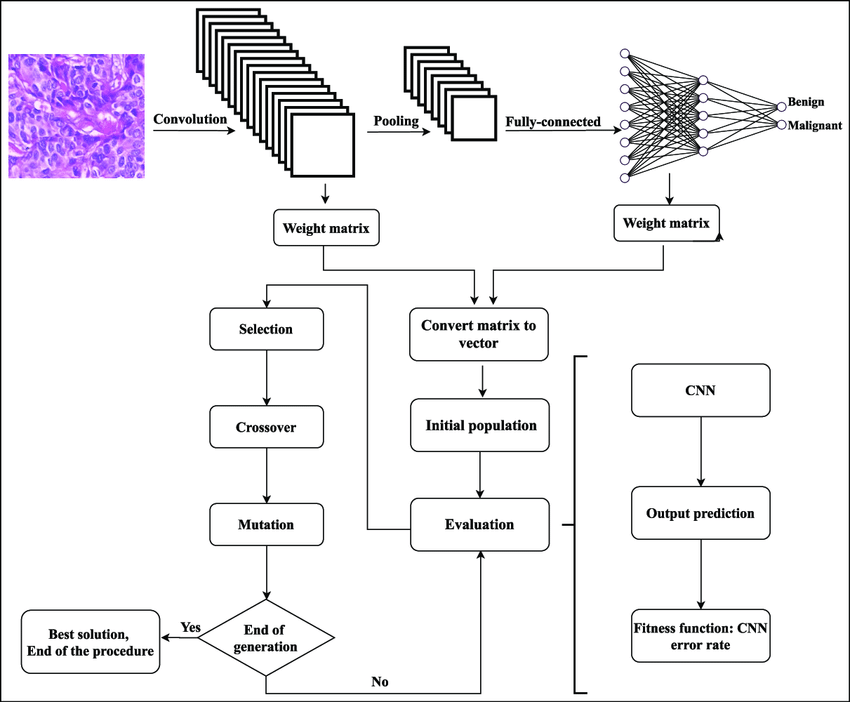 Convolution
Pooling
Fully-connected
Benign
Malignant
Weight matrix
Weight matrix
Selection
Convert matrix to
vector
CNN
Crossover
Initial population
Mutation
Evaluation
Output prediction
Best solution,
End of the procedure
Yes
End of
generation
No
Fitness function: CNN
error rate